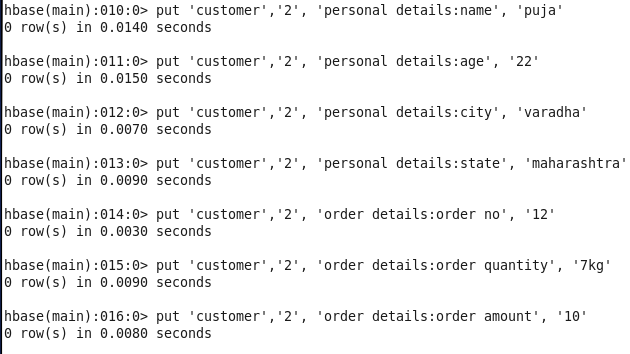 hbase(main):010:0> put 'customer','2', 'personal details:name', 'puja'
0 row(s) in 0.0140 seconds
hbase(main):011:0> put 'customer','2', 'personal details:age', '22'
0 row(s) in 0.0150 seconds
hbase(main):012:0> put 'customer','2', 'personal details:city', 'varadha'
0 row(s) in 0.0070 seconds
hbase(main):013:0> put 'customer','2', 'personal details:state', 'maharashtra'
0 row(s) in 0.0090 seconds
hbase(main):014:0> put 'customer','2', 'order details:order no', '12'
0 row(s) in 0.0030 seconds
hbase(main):015:0> put 'customer','2', 'order details:order quantity', '7kg'
0 row(s) in 0.0090 seconds
hbase(main):016:0> put 'customer','2', 'order details:order amount', '10'
0 row(s) in 0.0080 seconds